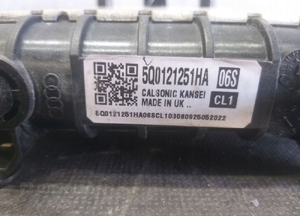 5Q0121251HA 06S
CALSONIC KANSEI
MADE IN UK .. CL1
5Q0121251HA06SCL103080925052022